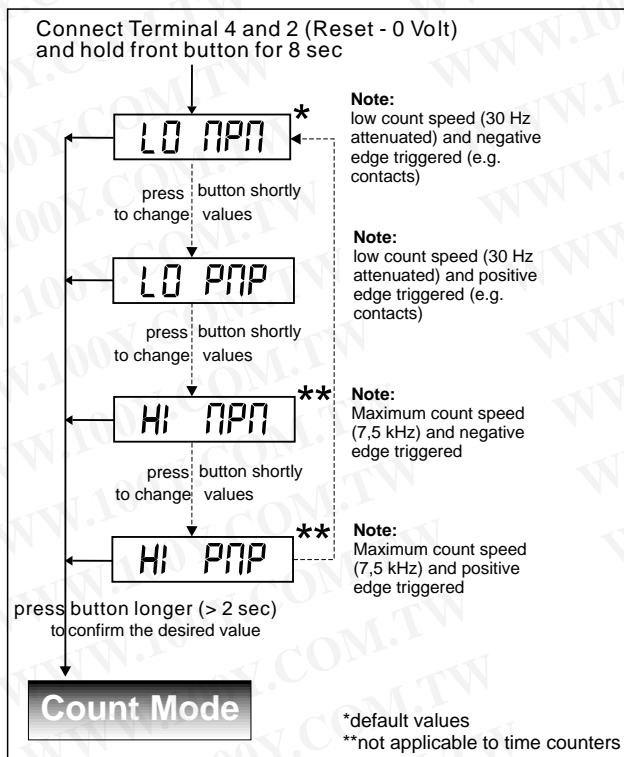 Connect Terminal 4 and 2 (Reset - 0 Volt)
and hold front button for 8 sec
LO NPN *
Note:
low count speed (30 Hz
attenuated) and negative
edge triggered (e.g.
contacts)
press button shortly
to change values
LO PNP
Note:
low count speed (30 Hz
attenuated) and positive
edge triggered (e.g.
contacts)
press button shortly
to change values
HI NPN **
Note:
Maximum count speed
(7,5 kHz) and negative
edge triggered
press button shortly
to change values
HI PNP **
Note:
Maximum count speed
(7,5 kHz) and positive
edge triggered
press button longer (> 2 sec)
to confirm the desired value
Count Mode
*default values
**not applicable to time counters
WWW.100Y.COM.TW